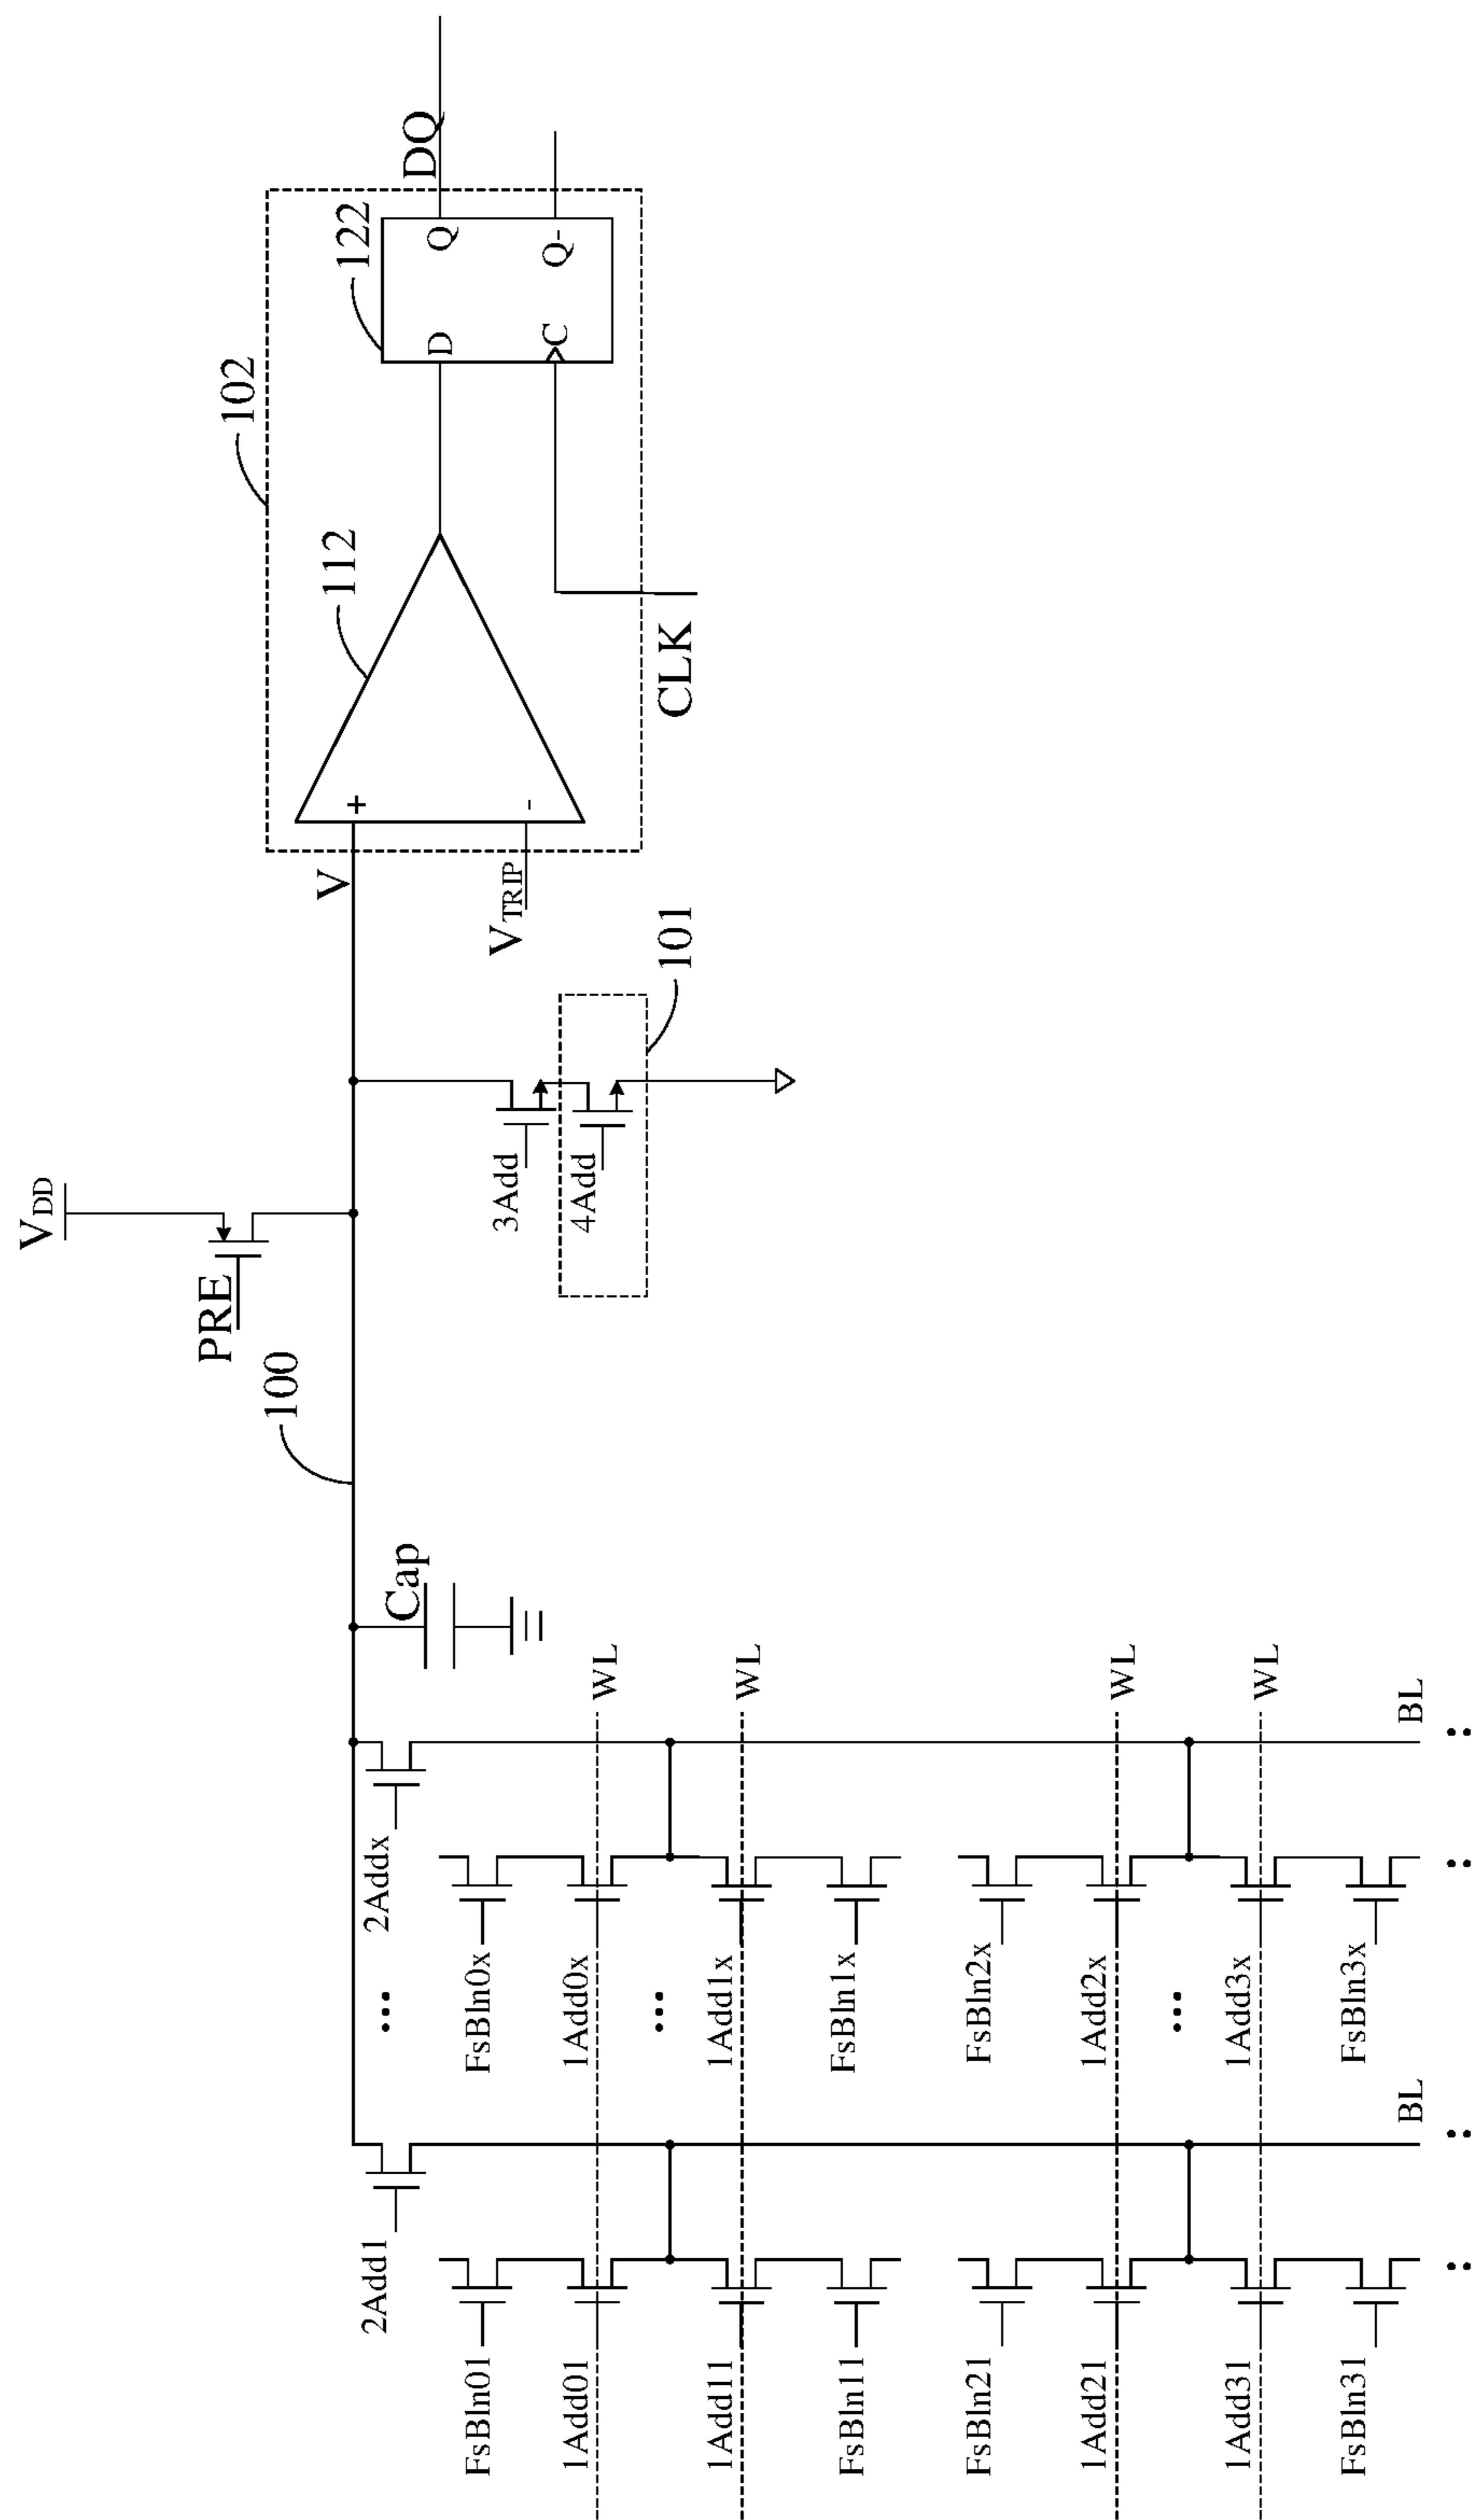 VDD
PRE
100
V
VTRIP
+
-
112
102
122
D
Q
C
Q-
DQ
CLK
101
3Add
4Add
Cap
2Add1
...
2Addx
FsBln01
FsBln0x
1Add01
1Add0x
WL
...
1Add11
1Add1x
WL
FsBln11
FsBln1x
FsBln21
FsBln2x
1Add21
1Add2x
WL
...
1Add31
1Add3x
WL
FsBln31
FsBln3x
BL
BL